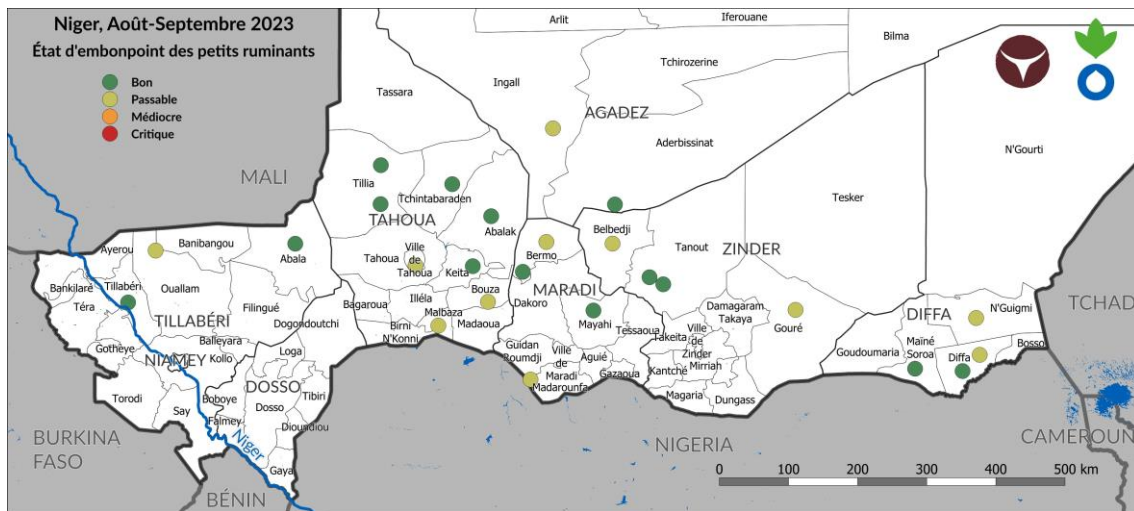 Niger, Août-Septembre 2023
État d'embonpoint des petits ruminants
Bon
Passable
Médiocre
Critique
Arlit
Iferouane
Bilma
Tchirozerine
Ingall
Tassara
AGADEZ
Aderbissinat
N'Gourti
MALI
Tillia
Tchintabaraden
Tesker
TAHOUA
Abalak
Belbedji
Tanout
ZINDER
Ayerou
Banibangou
Abala
Tahoua
Ville de Tahoua
Keita
Bermo
Bankilaré
Tillabéri
Ouallam
Filingué
Bagaroua
Illéla
Bouza
Dakoro
MARADI
Damagaram Takaya
Gouré
N'Guigmi
TCHAD
Téra
TILLABÉRI
Dogondoutchi
Birni N'Konni
Malbaza
Madaoua
Mayahi
Tessaoua
Takeita
Ville de Zinder
DIFFA
Maïné Soroa
Goudoumaria
Diffa
Bosso
Gotheye
NIAMEY
Balleyara
Kollo
Loga
Guidan Roumdji
Ville de Maradi
Aguié
Gazaoua
Kantché
Mirriah
Madarounfa
Magaria
Dungass
Torodi
Say
Boboye
DOSSO
Dosso
Tibiri
Falmey
Dioundiou
Gaya
Niger
BURKINA FASO
BÉNIN
NIGERIA
CAMEROUN
0 100 200 300 400 500 km